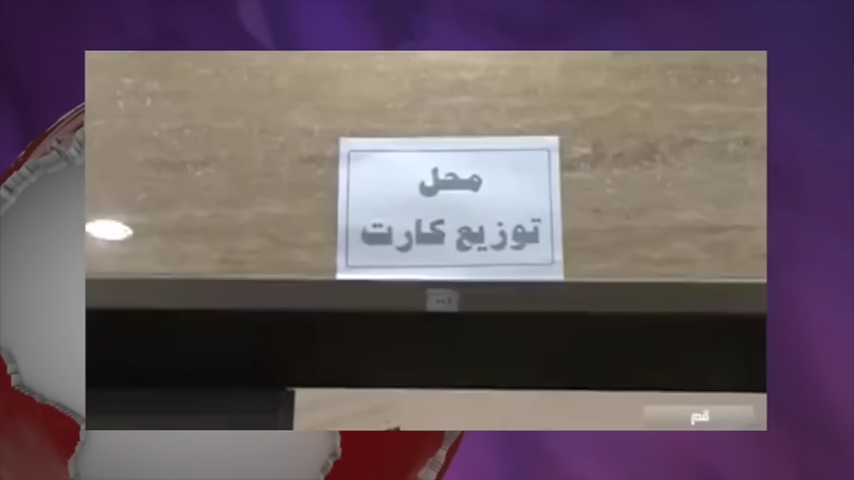 محل
توزیع کارت
قم